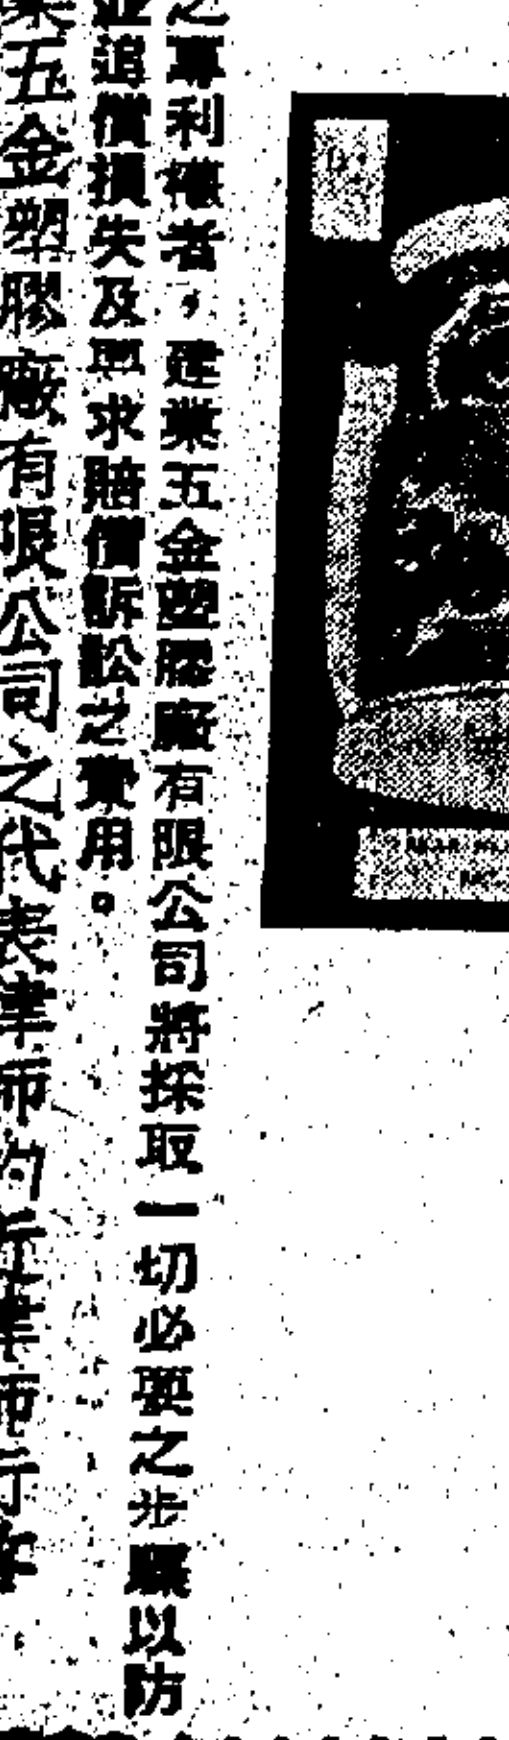 之專利權者，建業五金塑膠廠有限公司將採取一切必要之步驟以防
並追償損失及要求賠償訴訟之費用。
業五金塑膠廠有限公司之代表律師